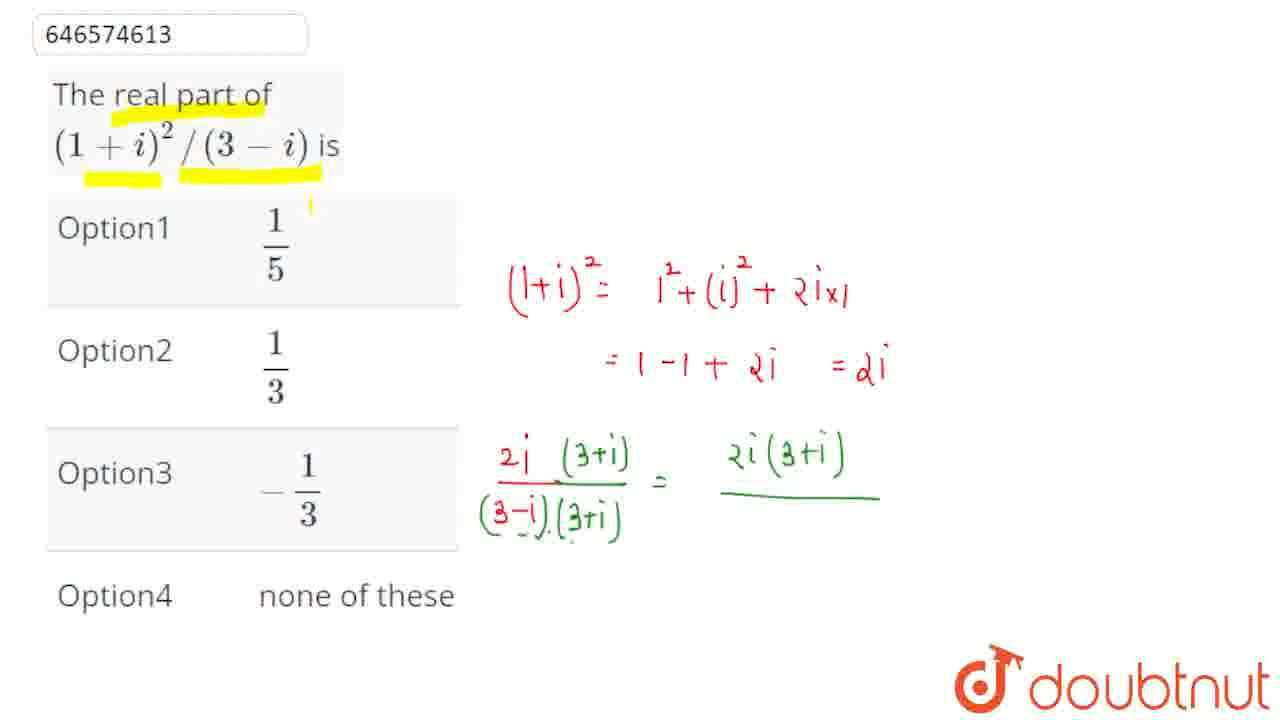 646574613
The real part of
(1 + i)² / (3 − i) is
Option1 1/5
Option2 1/3
Option3 − 1/3
Option4 none of these
(1+i)² = 1² + (i)² + 2i×1
= 1 − 1 + 2i = 2i
2i (3+i) / (3−i).(3+i) = 2i(3+i)
doubtnut